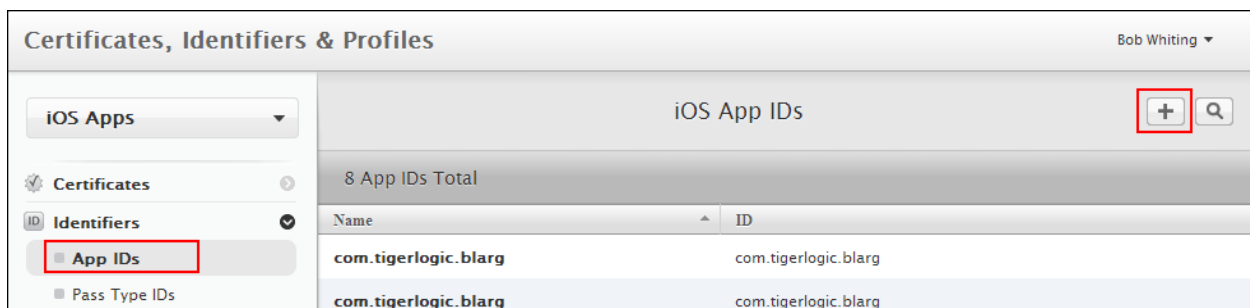 Certificates, Identifiers & Profiles
Bob Whiting
iOS Apps
iOS App IDs
Certificates
8 App IDs Total
ID Identifiers
Name
ID
App IDs
com.tigerlogic.blarg
com.tigerlogic.blarg
Pass Type IDs
com.tigerlogic.blarg
com.tigerlogic.blarg